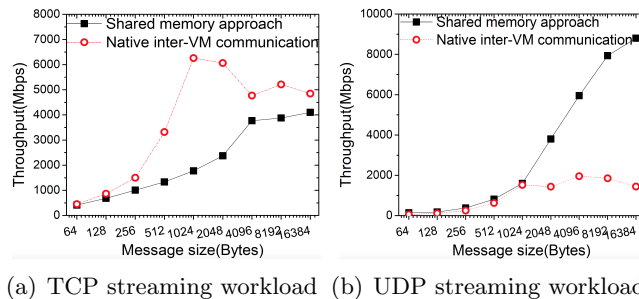 8000
7000
6000
5000
4000
3000
2000
1000
0
Throughput(Mbps)
Shared memory approach
Native inter-VM communication
64 128 256 512 1024 2048 4096 8192 16384
Message size(Bytes)
(a) TCP streaming workload
10000
8000
6000
4000
2000
0
Throughput(Mbps)
Shared memory approach
Native inter-VM communication
64 128 256 512 1024 2048 4096 8192 16384
Message size(Bytes)
(b) UDP streaming workload